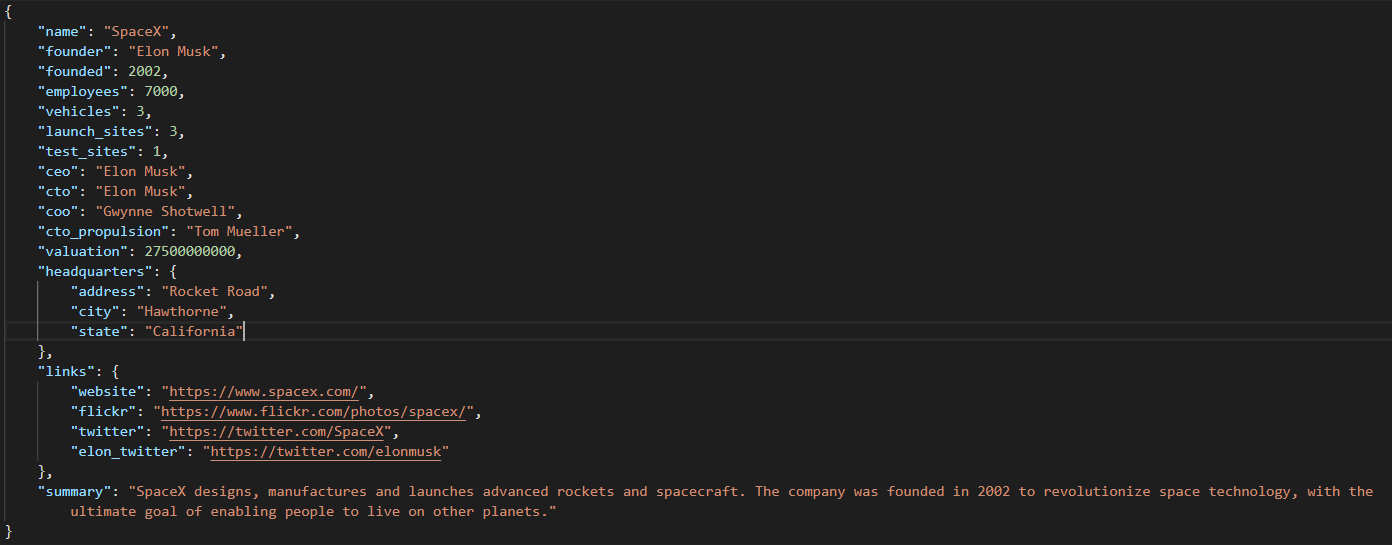 {
    "name": "SpaceX",
    "founder": "Elon Musk",
    "founded": 2002,
    "employees": 7000,
    "vehicles": 3,
    "launch_sites": 3,
    "test_sites": 1,
    "ceo": "Elon Musk",
    "cto": "Elon Musk",
    "coo": "Gwynne Shotwell",
    "cto_propulsion": "Tom Mueller",
    "valuation": 27500000000,
    "headquarters": {
        "address": "Rocket Road",
        "city": "Hawthorne",
        "state": "California"
    },
    "links": {
        "website": "https://www.spacex.com/",
        "flickr": "https://www.flickr.com/photos/spacex/",
        "twitter": "https://twitter.com/SpaceX",
        "elon_twitter": "https://twitter.com/elonmusk"
    },
    "summary": "SpaceX designs, manufactures and launches advanced rockets and spacecraft. The company was founded in 2002 to revolutionize space technology, with the
        ultimate goal of enabling people to live on other planets."
}